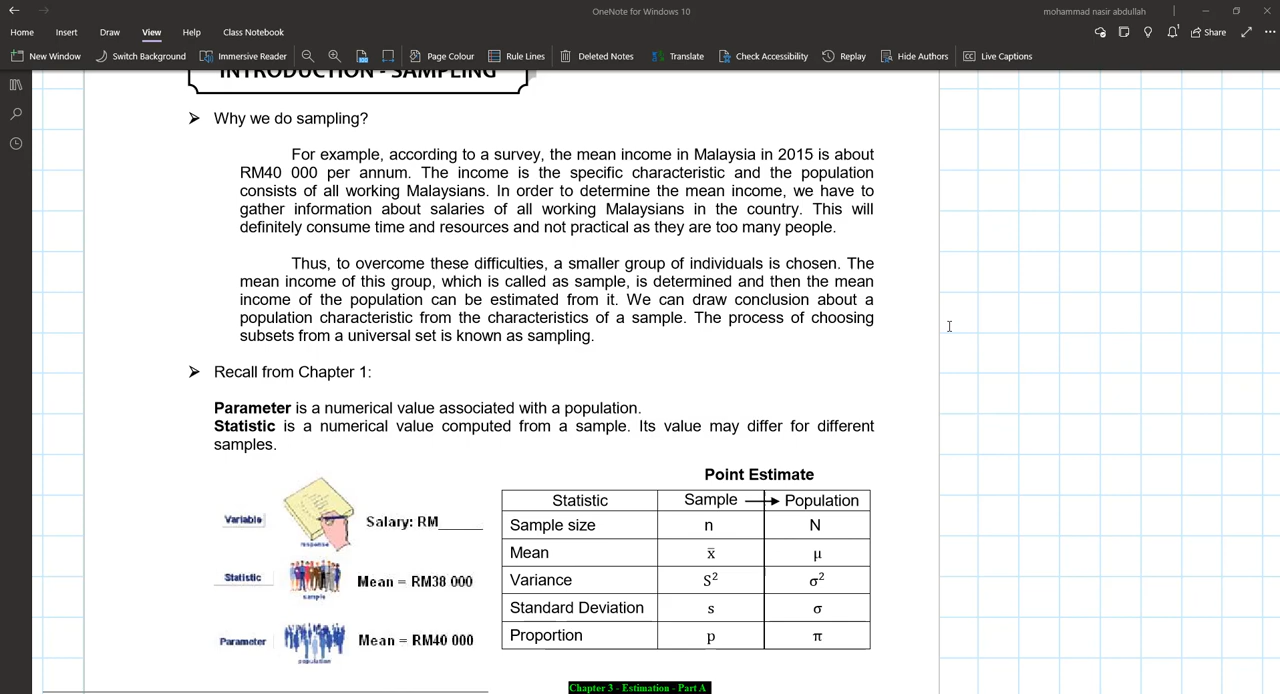 OneNote for Windows 10
mohammad nasir abdullah
Home Insert Draw View Help Class Notebook
1
Share
New Window Switch Background Immersive Reader 100 Page Colour Rule Lines Deleted Notes Translate Check Accessibility Replay Hide Authors CC Live Captions
INTRODUCTION - SAMPLING
➢ Why we do sampling?
For example, according to a survey, the mean income in Malaysia in 2015 is about
RM40 000 per annum. The income is the specific characteristic and the population
consists of all working Malaysians. In order to determine the mean income, we have to
gather information about salaries of all working Malaysians in the country. This will
definitely consume time and resources and not practical as they are too many people.
Thus, to overcome these difficulties, a smaller group of individuals is chosen. The
mean income of this group, which is called as sample, is determined and then the mean
income of the population can be estimated from it. We can draw conclusion about a
population characteristic from the characteristics of a sample. The process of choosing
subsets from a universal set is known as sampling.
➢ Recall from Chapter 1:
Parameter is a numerical value associated with a population.
Statistic is a numerical value computed from a sample. Its value may differ for different
samples.
Variable
response
Salary: RM______
Statistic
sample
Mean = RM38 000
Parameter
population
Mean = RM40 000
Point Estimate
Statistic Sample → Population
Sample size n N
Mean x̄ μ
Variance S² σ²
Standard Deviation s σ
Proportion p π
Chapter 3 - Estimation - Part A